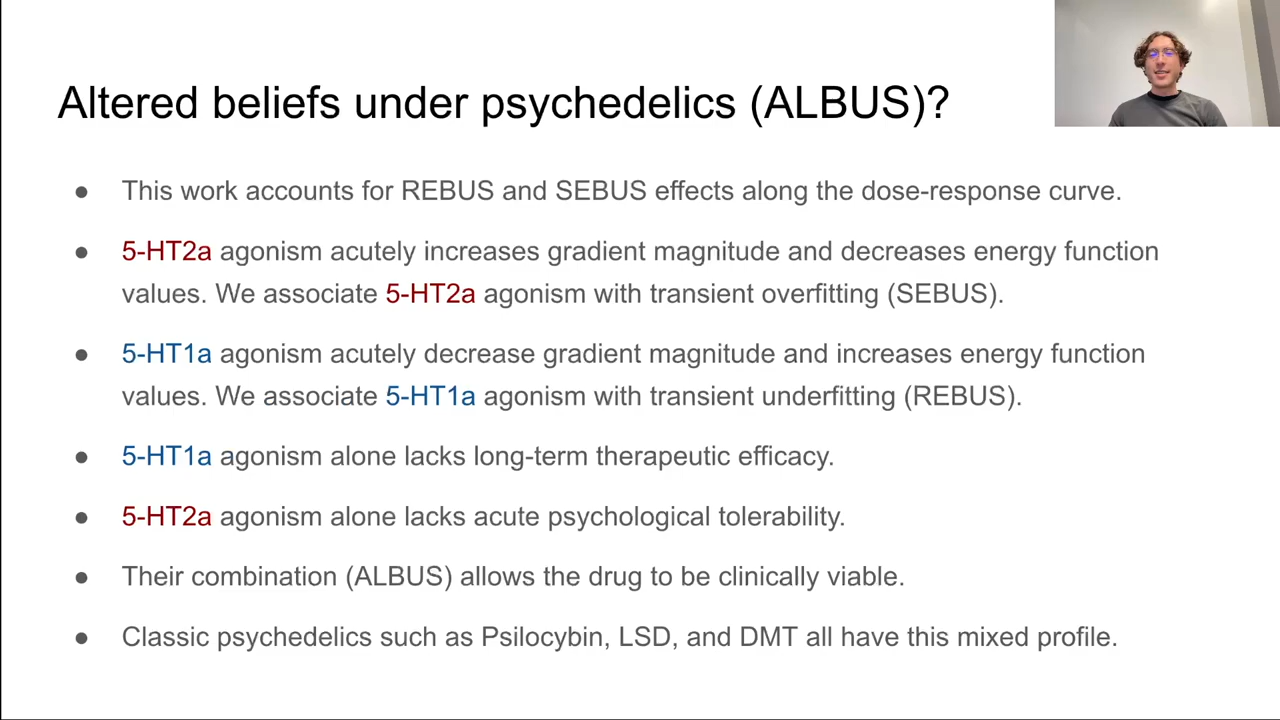 Altered beliefs under psychedelics (ALBUS)?
● This work accounts for REBUS and SEBUS effects along the dose-response curve.
● 5-HT2a agonism acutely increases gradient magnitude and decreases energy function
values. We associate 5-HT2a agonism with transient overfitting (SEBUS).
● 5-HT1a agonism acutely decrease gradient magnitude and increases energy function
values. We associate 5-HT1a agonism with transient underfitting (REBUS).
● 5-HT1a agonism alone lacks long-term therapeutic efficacy.
● 5-HT2a agonism alone lacks acute psychological tolerability.
● Their combination (ALBUS) allows the drug to be clinically viable.
● Classic psychedelics such as Psilocybin, LSD, and DMT all have this mixed profile.